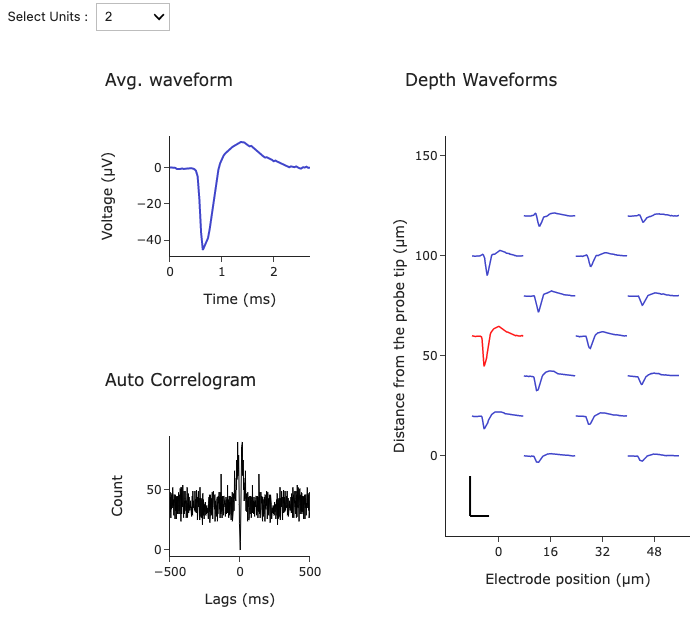 Select Units : 2
Avg. waveform
Voltage (μV)
0
−20
−40
0 1 2
Time (ms)
Auto Correlogram
Count
50
0
−500 0 500
Lags (ms)
Depth Waveforms
Distance from the probe tip (μm)
150
100
50
0
0 16 32 48
Electrode position (μm)